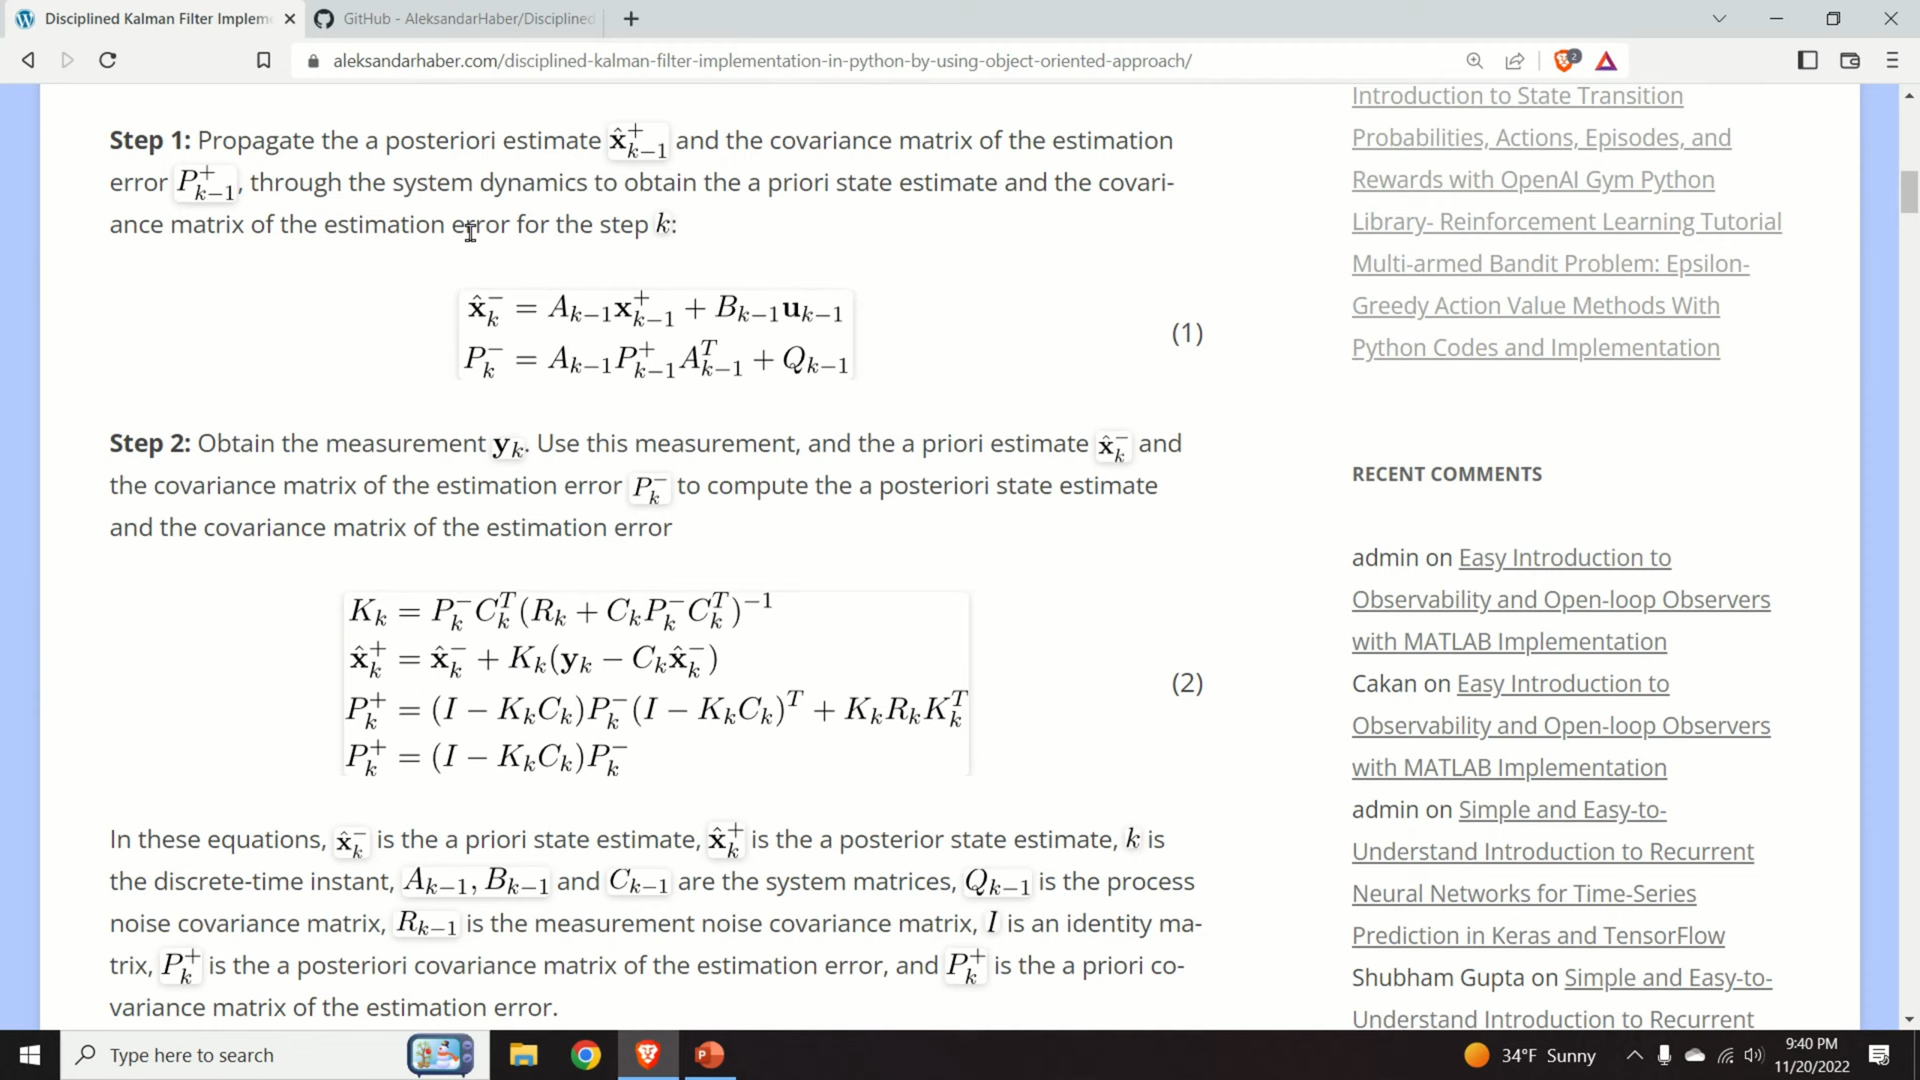 Disciplined Kalman Filter Implem
GitHub - AleksandarHaber/Disciplined
aleksandarhaber.com/disciplined-kalman-filter-implementation-in-python-by-using-object-oriented-approach/
2
Step 1: Propagate the a posteriori estimate x̂⁺ₖ₋₁ and the covariance matrix of the estimation
error P⁺ₖ₋₁, through the system dynamics to obtain the a priori state estimate and the covari-
ance matrix of the estimation error for the step k:
x̂ₖ⁻ = Aₖ₋₁x⁺ₖ₋₁ + Bₖ₋₁uₖ₋₁
Pₖ⁻ = Aₖ₋₁P⁺ₖ₋₁Aᵀₖ₋₁ + Qₖ₋₁
(1)
Step 2: Obtain the measurement yₖ. Use this measurement, and the a priori estimate x̂ₖ⁻ and
the covariance matrix of the estimation error Pₖ⁻ to compute the a posteriori state estimate
and the covariance matrix of the estimation error
Kₖ = Pₖ⁻Cₖᵀ(Rₖ + CₖPₖ⁻Cₖᵀ)⁻¹
x̂ₖ⁺ = x̂ₖ⁻ + Kₖ(yₖ − Cₖx̂ₖ⁻)
Pₖ⁺ = (I − KₖCₖ)Pₖ⁻(I − KₖCₖ)ᵀ + KₖRₖKₖᵀ
Pₖ⁺ = (I − KₖCₖ)Pₖ⁻
(2)
In these equations, x̂ₖ⁻ is the a priori state estimate, x̂ₖ⁺ is the a posterior state estimate, k is
the discrete-time instant, Aₖ₋₁, Bₖ₋₁ and Cₖ₋₁ are the system matrices, Qₖ₋₁ is the process
noise covariance matrix, Rₖ₋₁ is the measurement noise covariance matrix, I is an identity ma-
trix, Pₖ⁺ is the a posteriori covariance matrix of the estimation error, and Pₖ⁺ is the a priori co-
variance matrix of the estimation error.
Introduction to State Transition
Probabilities, Actions, Episodes, and
Rewards with OpenAI Gym Python
Library- Reinforcement Learning Tutorial
Multi-armed Bandit Problem: Epsilon-
Greedy Action Value Methods With
Python Codes and Implementation
RECENT COMMENTS
admin on Easy Introduction to
Observability and Open-loop Observers
with MATLAB Implementation
Cakan on Easy Introduction to
Observability and Open-loop Observers
with MATLAB Implementation
admin on Simple and Easy-to-
Understand Introduction to Recurrent
Neural Networks for Time-Series
Prediction in Keras and TensorFlow
Shubham Gupta on Simple and Easy-to-
Understand Introduction to Recurrent
Type here to search
34°F Sunny
9:40 PM
11/20/2022